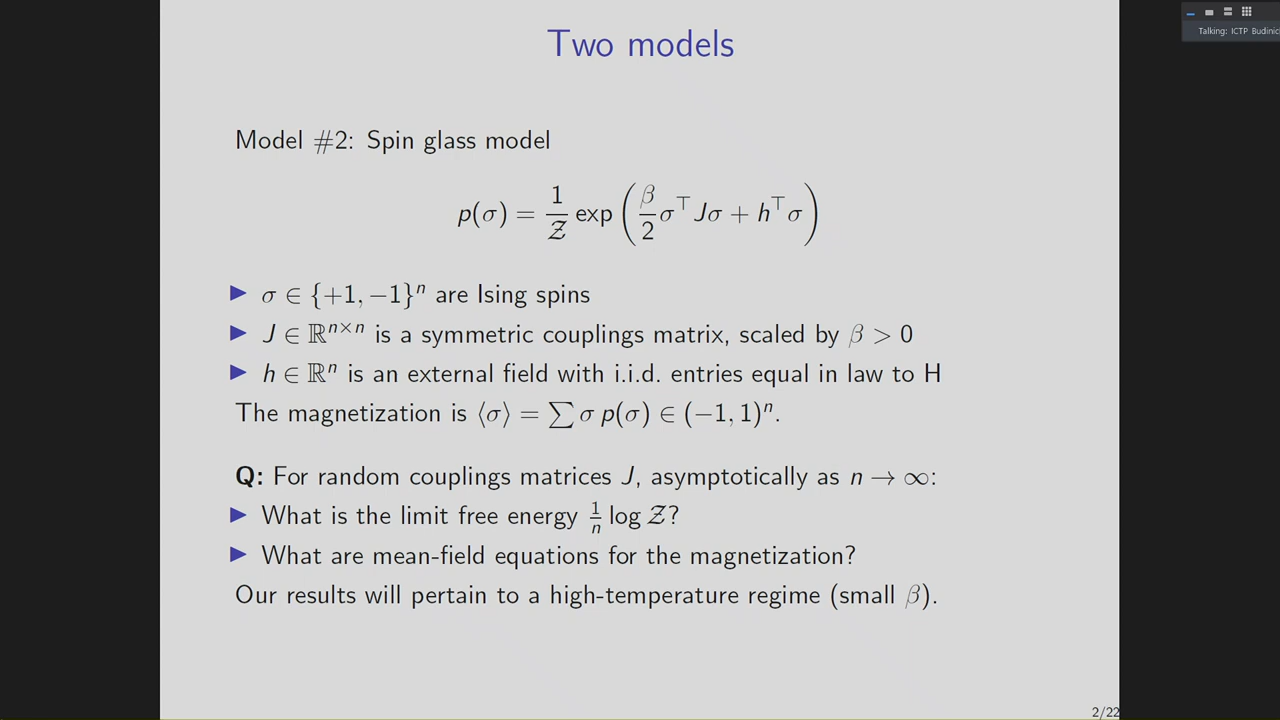 Talking: ICTP Budinic
Two models
Model #2: Spin glass model
p(σ) = 1/𝒵 exp(β/2 σ⊤Jσ + h⊤σ)
▶ σ ∈ {+1, −1}ⁿ are Ising spins
▶ J ∈ ℝⁿˣⁿ is a symmetric couplings matrix, scaled by β > 0
▶ h ∈ ℝⁿ is an external field with i.i.d. entries equal in law to H
The magnetization is ⟨σ⟩ = ∑ σ p(σ) ∈ (−1, 1)ⁿ.
Q: For random couplings matrices J, asymptotically as n → ∞:
▶ What is the limit free energy 1/n log 𝒵?
▶ What are mean-field equations for the magnetization?
Our results will pertain to a high-temperature regime (small β).
2/22